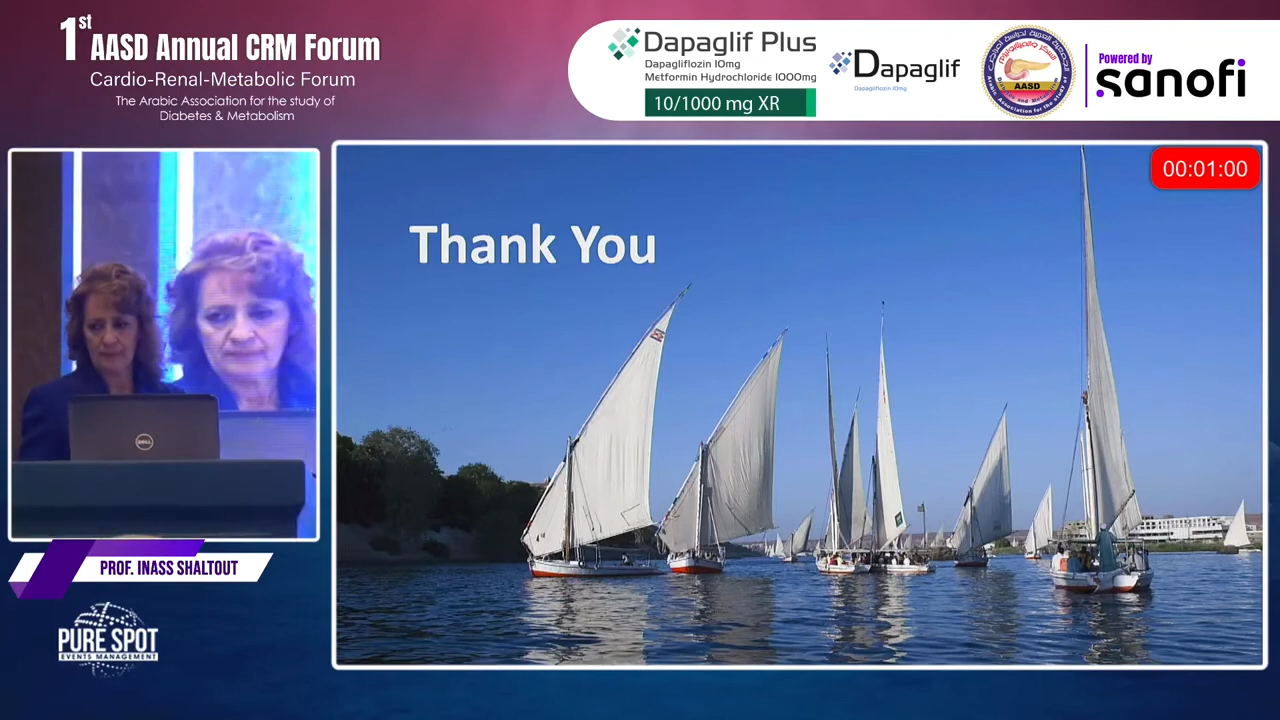 1st AASD Annual CRM Forum
Cardio-Renal-Metabolic Forum
The Arabic Association for the study of
Diabetes & Metabolism
Dapaglif Plus
Dapagliflozin 10mg
Metformin Hydrochloride 1000mg
10/1000 mg XR
Dapaglif
Dapagliflozin 10mg
AASD
Powered by
sanofi
00:01:00
Thank You
DELL
PROF. INASS SHALTOUT
PURE SPOT
EVENTS MANAGEMENT